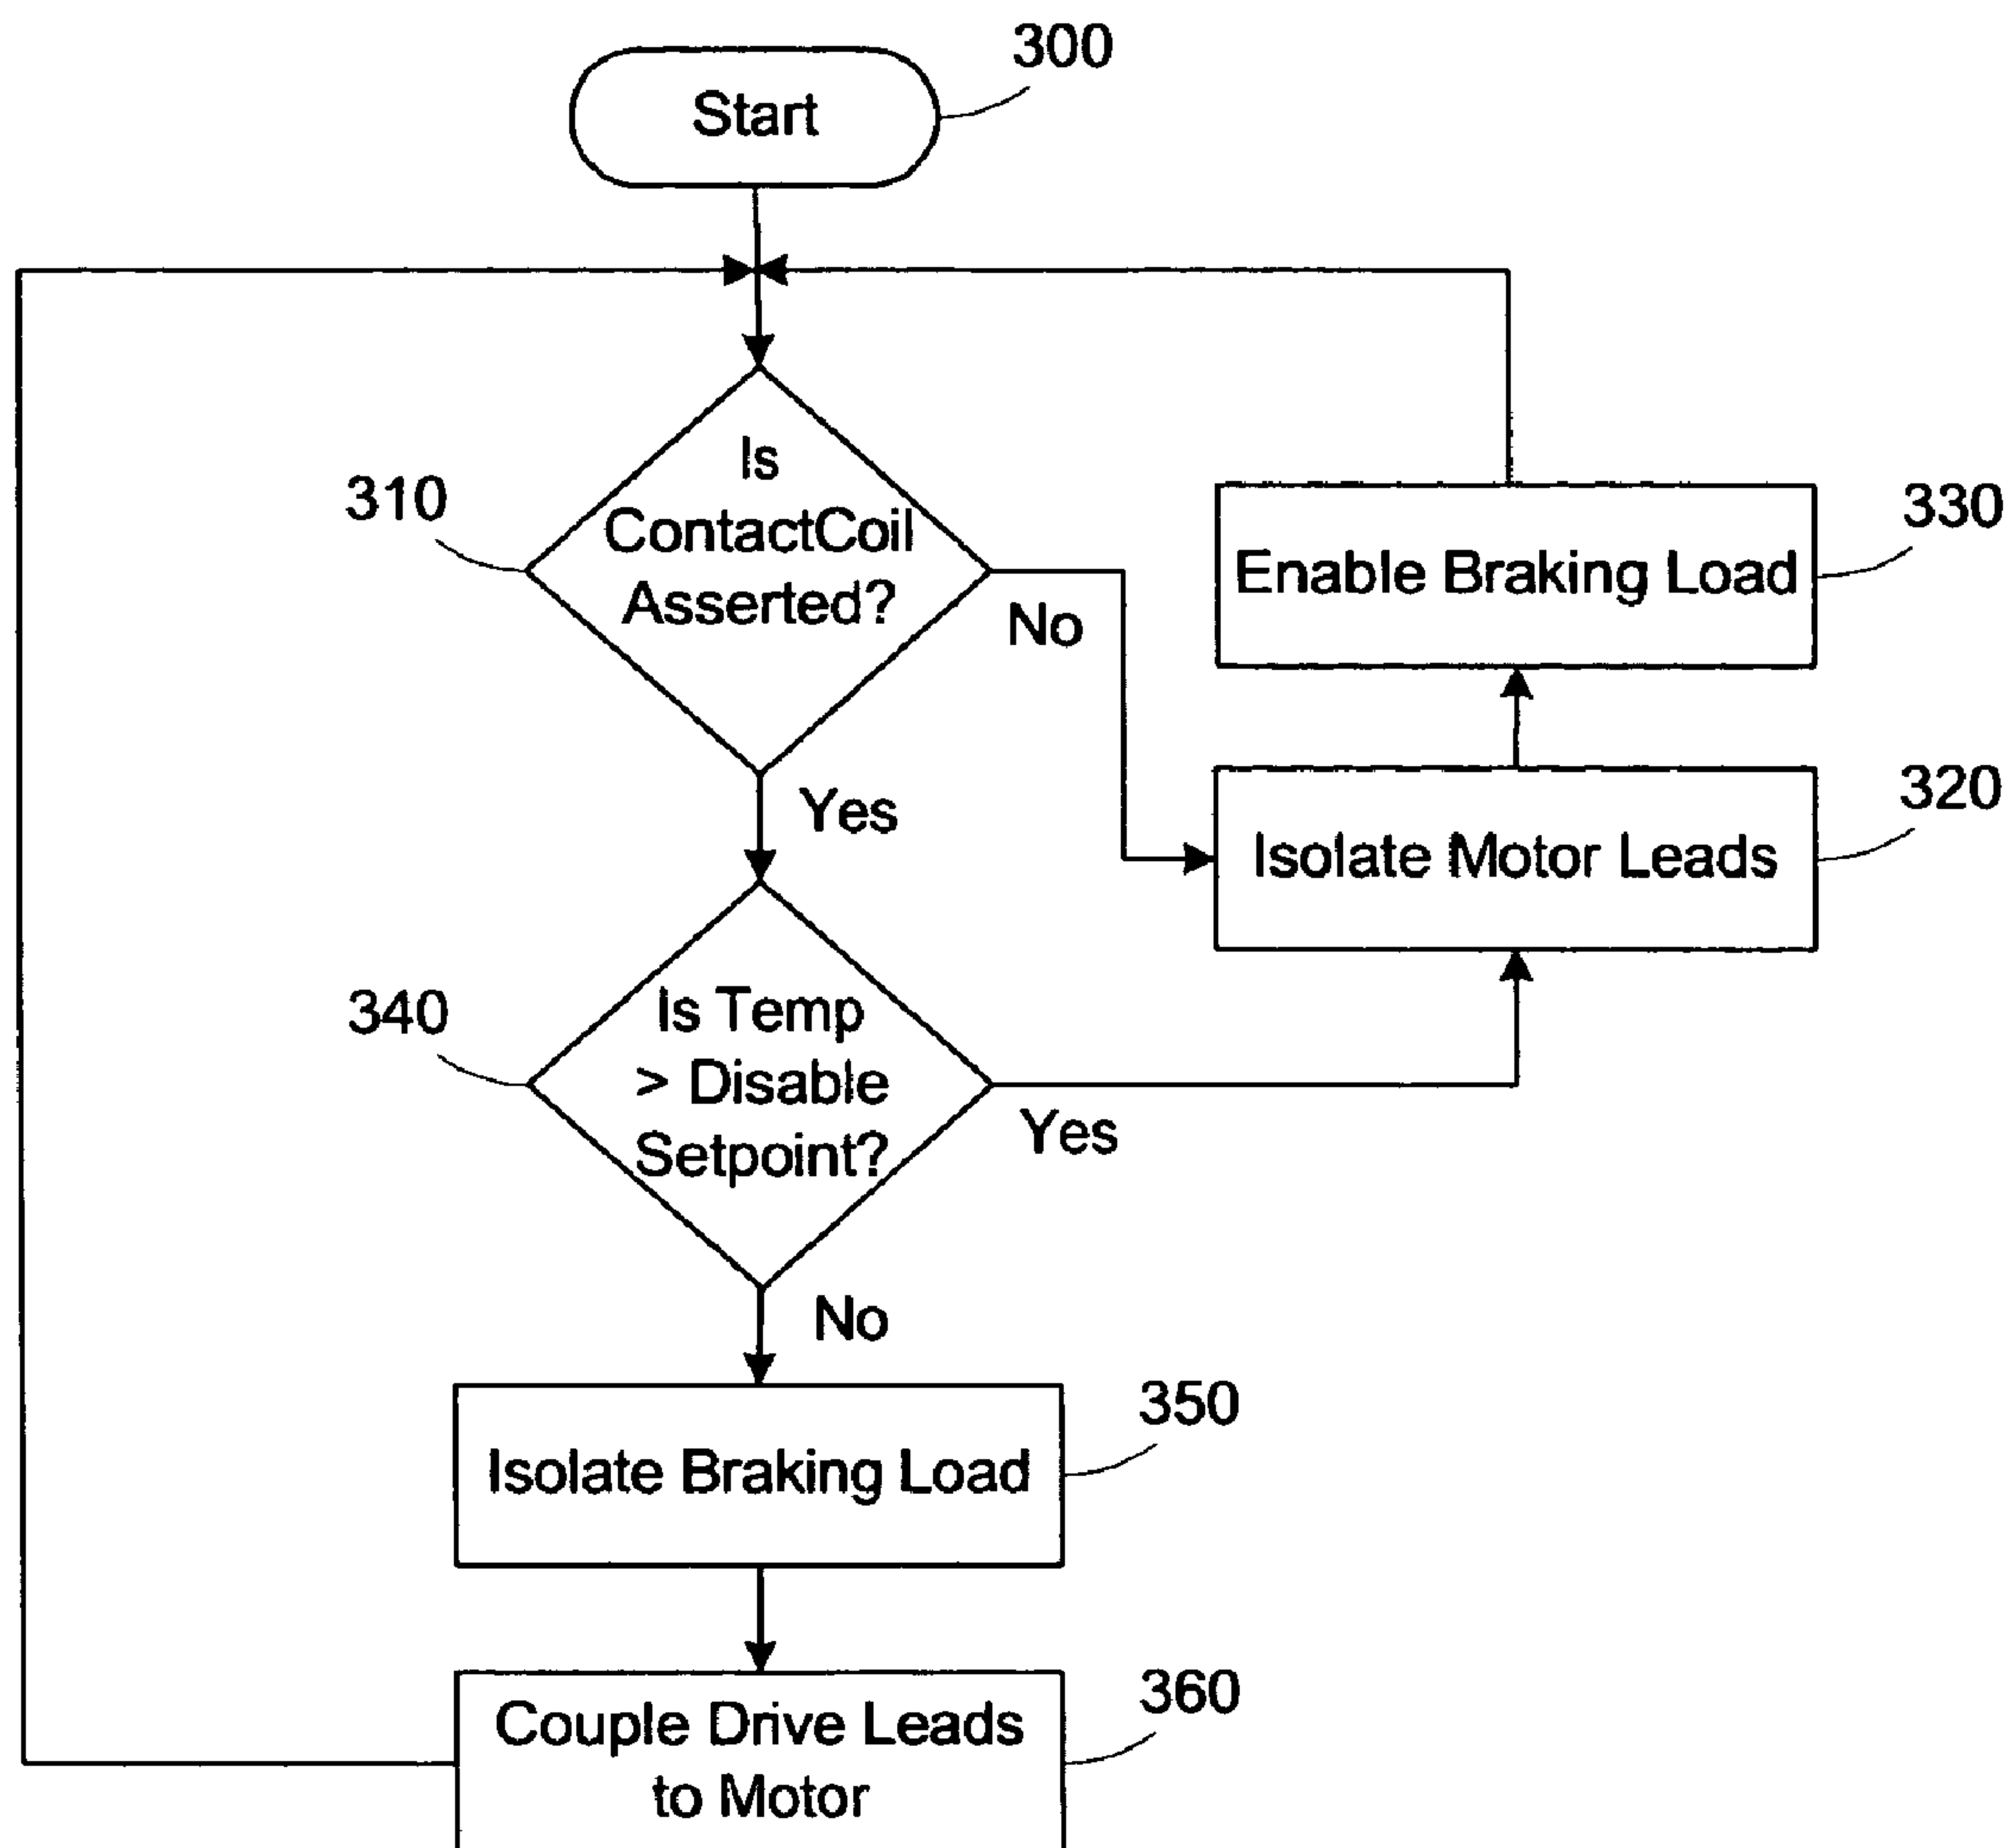 300
Start
310
Is
ContactCoil
Asserted?
No
330
Enable Braking Load
Yes
320
Isolate Motor Leads
340
Is Temp
> Disable
Setpoint?
Yes
No
350
Isolate Braking Load
360
Couple Drive Leads
to Motor